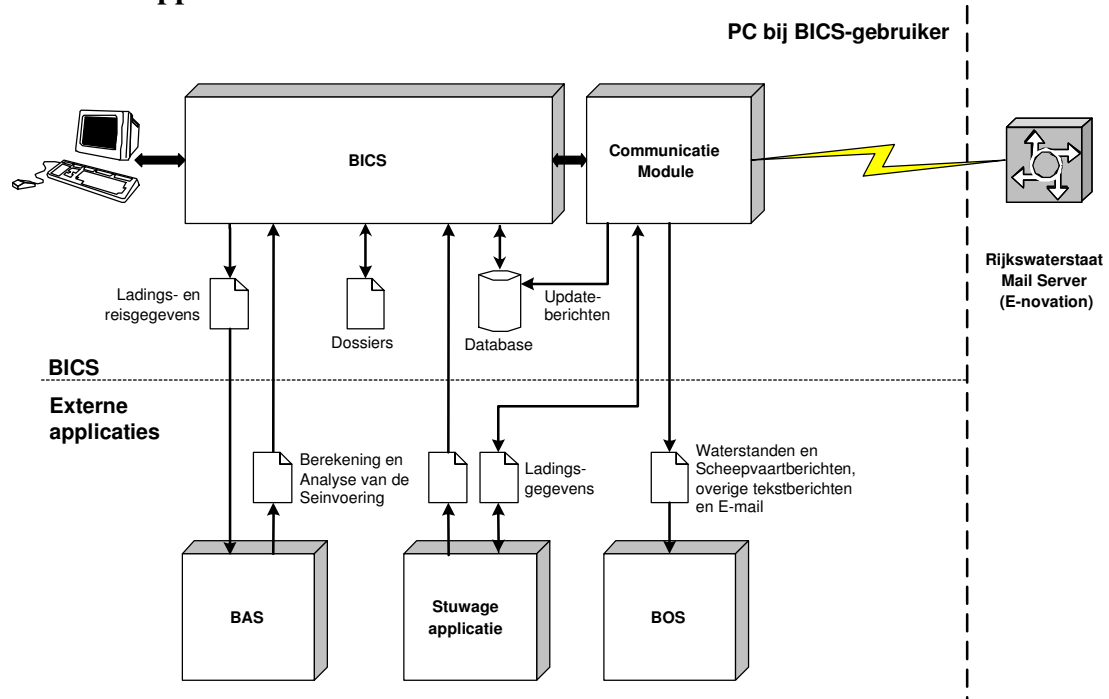 PC bij BICS-gebruiker
BICS
Communicatie
Module
Rijkswaterstaat
Mail Server
(E-novation)
Ladings- en
reisgegevens
Dossiers
Database
Update-
berichten
BICS
Externe
applicaties
Berekening en
Analyse van de
Seinvoering
Ladings-
gegevens
Waterstanden en
Scheepvaartberichten,
overige tekstberichten
en E-mail
BAS
Stuwage
applicatie
BOS